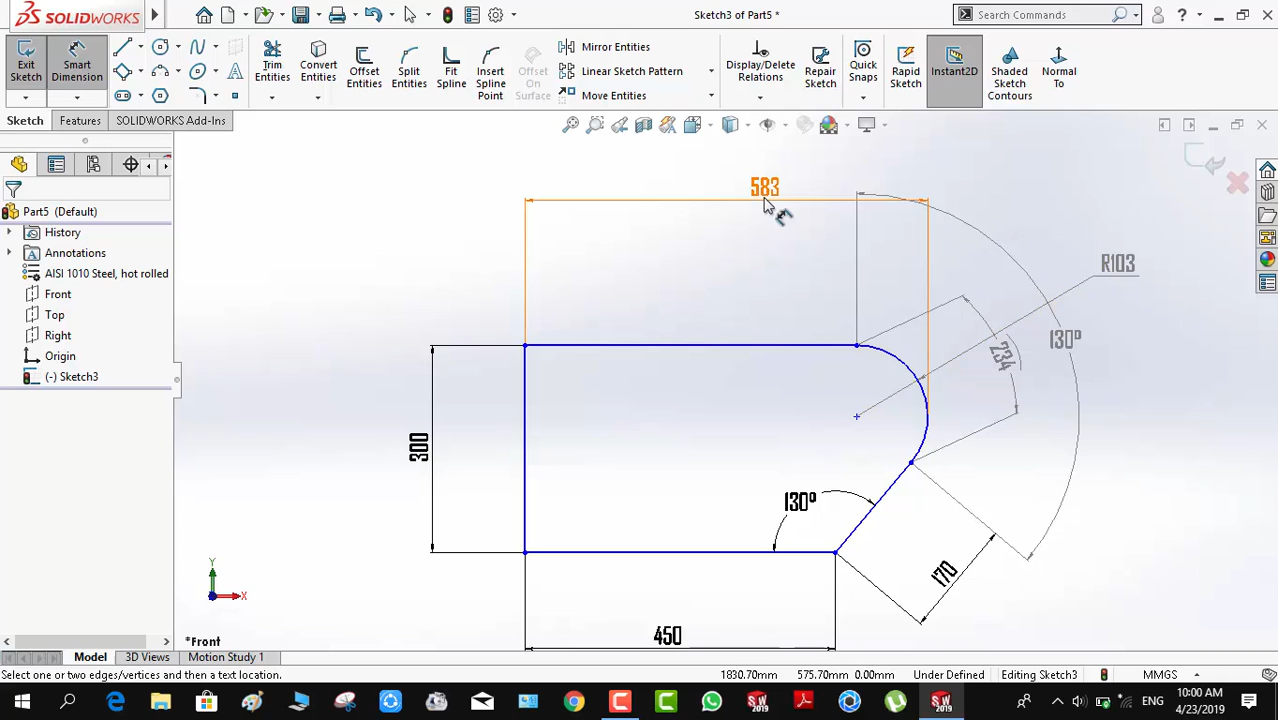 SOLIDWORKS
Sketch3 of Part5 *
Search Commands
?
Exit Sketch
Smart Dimension
Trim Entities
Convert Entities
Offset Entities
Split Entities
Fit Spline
Insert Spline Point
Offset On Surface
Mirror Entities
Linear Sketch Pattern
Move Entities
Display/Delete Relations
Repair Sketch
Quick Snaps
Rapid Sketch
Instant2D
Shaded Sketch Contours
Normal To
Sketch
Features
SOLIDWORKS Add-Ins
Part5 (Default)
History
Annotations
AISI 1010 Steel, hot rolled
Front
Top
Right
Origin
(-) Sketch3
583
R103
130°
234
300
130°
170
450
Y
X
*Front
Model
3D Views
Motion Study 1
Select one or two edges/vertices and then a text location.
1830.70mm
575.70mm
0.00mm
Under Defined
Editing Sketch3
MMGS
SW 2019
SW 2019
ENG
10:00 AM
4/23/2019